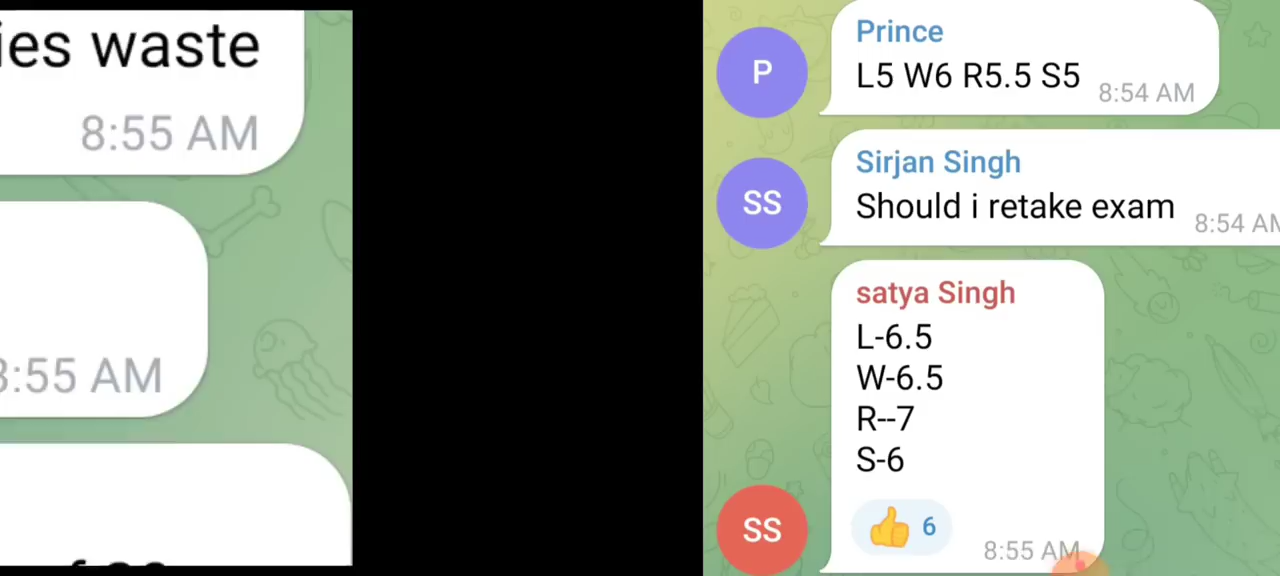 ies waste
8:55 AM
8:55 AM
P
Prince
L5 W6 R5.5 S5
8:54 AM
SS
Sirjan Singh
Should i retake exam
8:54 AM
satya Singh
L-6.5
W-6.5
R--7
S-6
👍 6
SS
8:55 AM